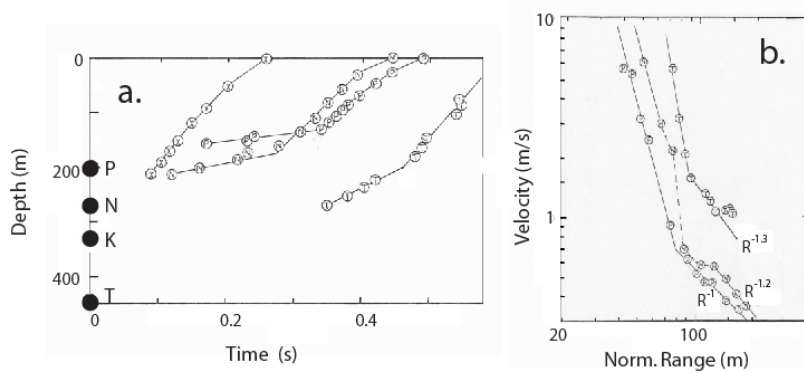 a.
0
200
400
Depth (m)
P
N
K
T
0
0.2
0.4
Time (s)
b.
10
1
Velocity (m/s)
R-1.3
R-1.2
R-1
20
100
Norm. Range (m)